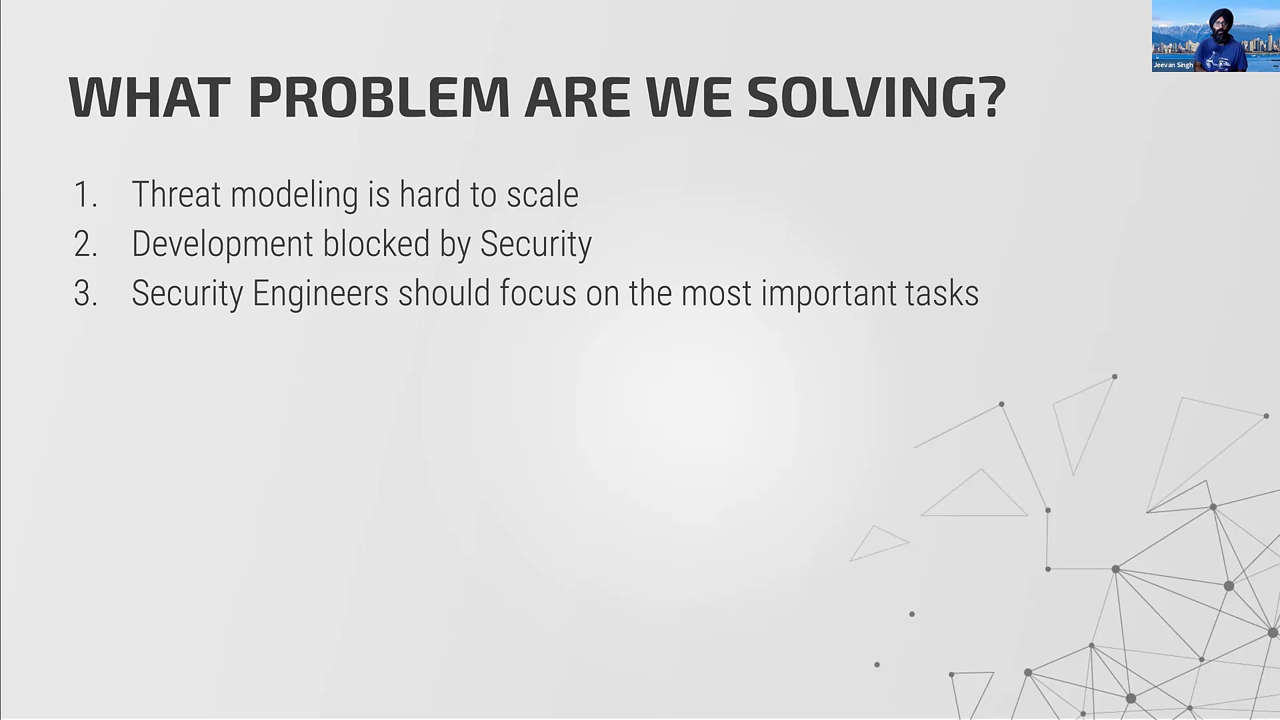 WHAT PROBLEM ARE WE SOLVING?
1. Threat modeling is hard to scale
2. Development blocked by Security
3. Security Engineers should focus on the most important tasks
Jeevan Singh